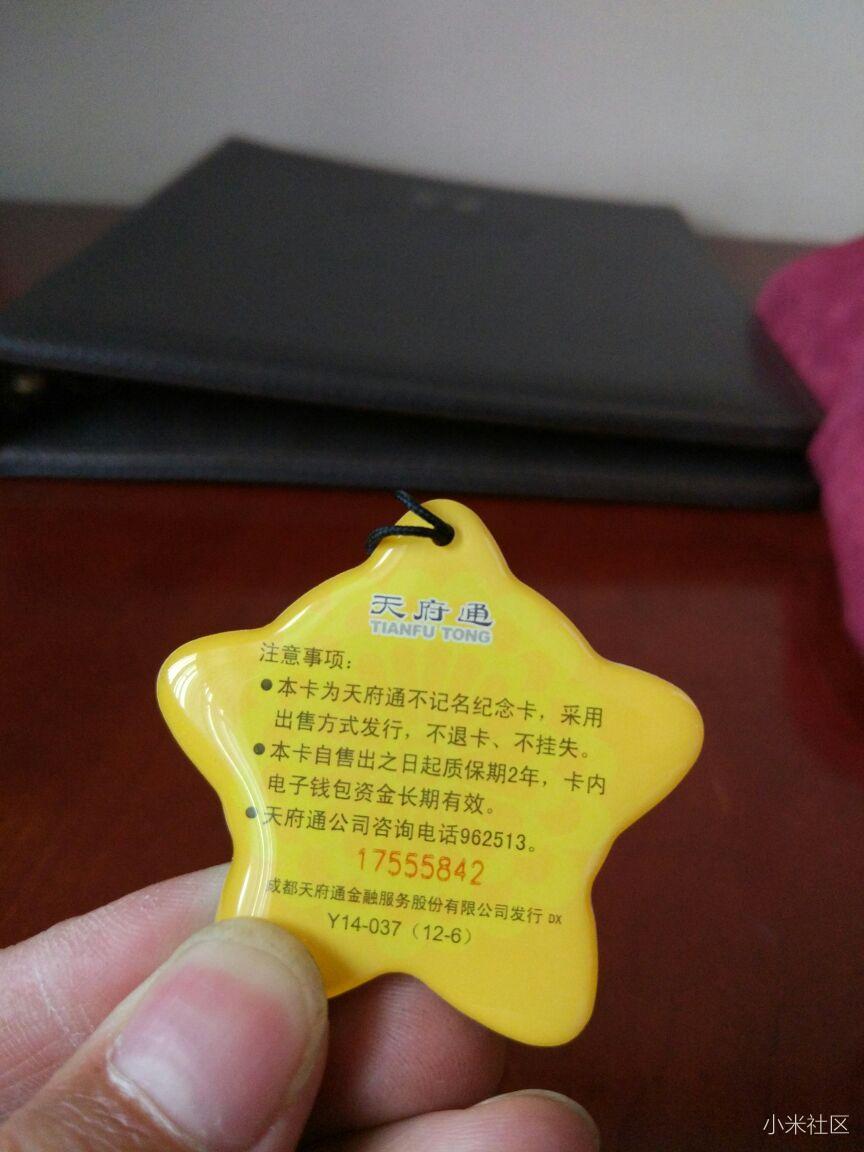 天府通
TIANFU TONG
注意事项：
●本卡为天府通不记名纪念卡，采用
出售方式发行，不退卡、不挂失。
●本卡自售出之日起质保期2年，卡内
电子钱包资金长期有效。
●天府通公司咨询电话962513。
17555842
成都天府通金融服务股份有限公司发行 DX
Y14-037（12-6）
小米社区